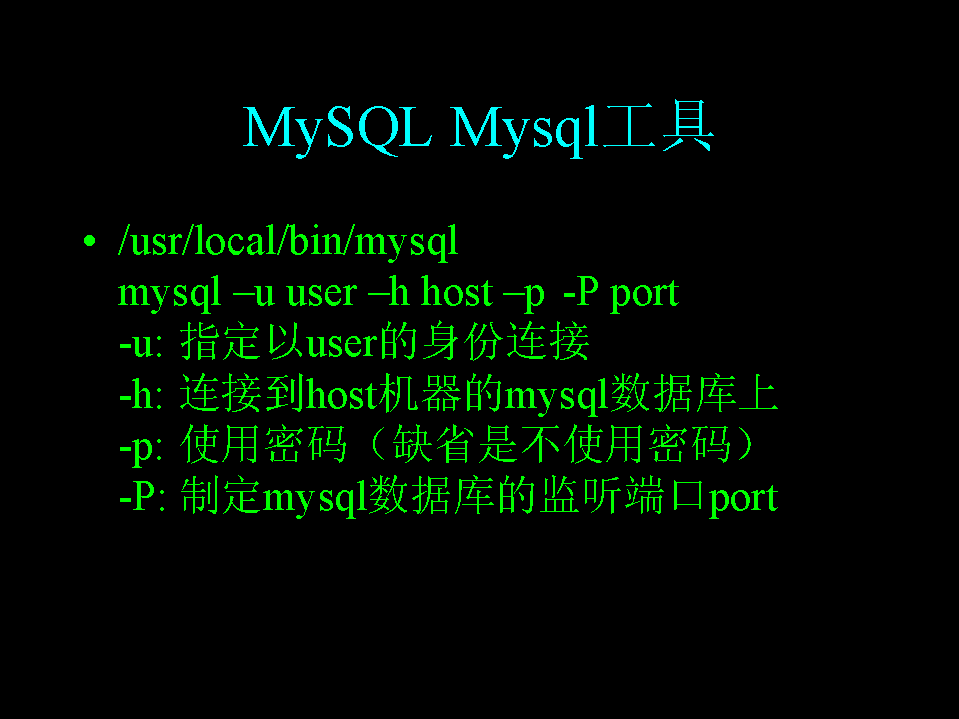 MySQL Mysql工具
• /usr/local/bin/mysql
mysql –u user –h host –p -P port
-u: 指定以user的身份连接
-h: 连接到host机器的mysql数据库上
-p: 使用密码（缺省是不使用密码）
-P: 制定mysql数据库的监听端口port